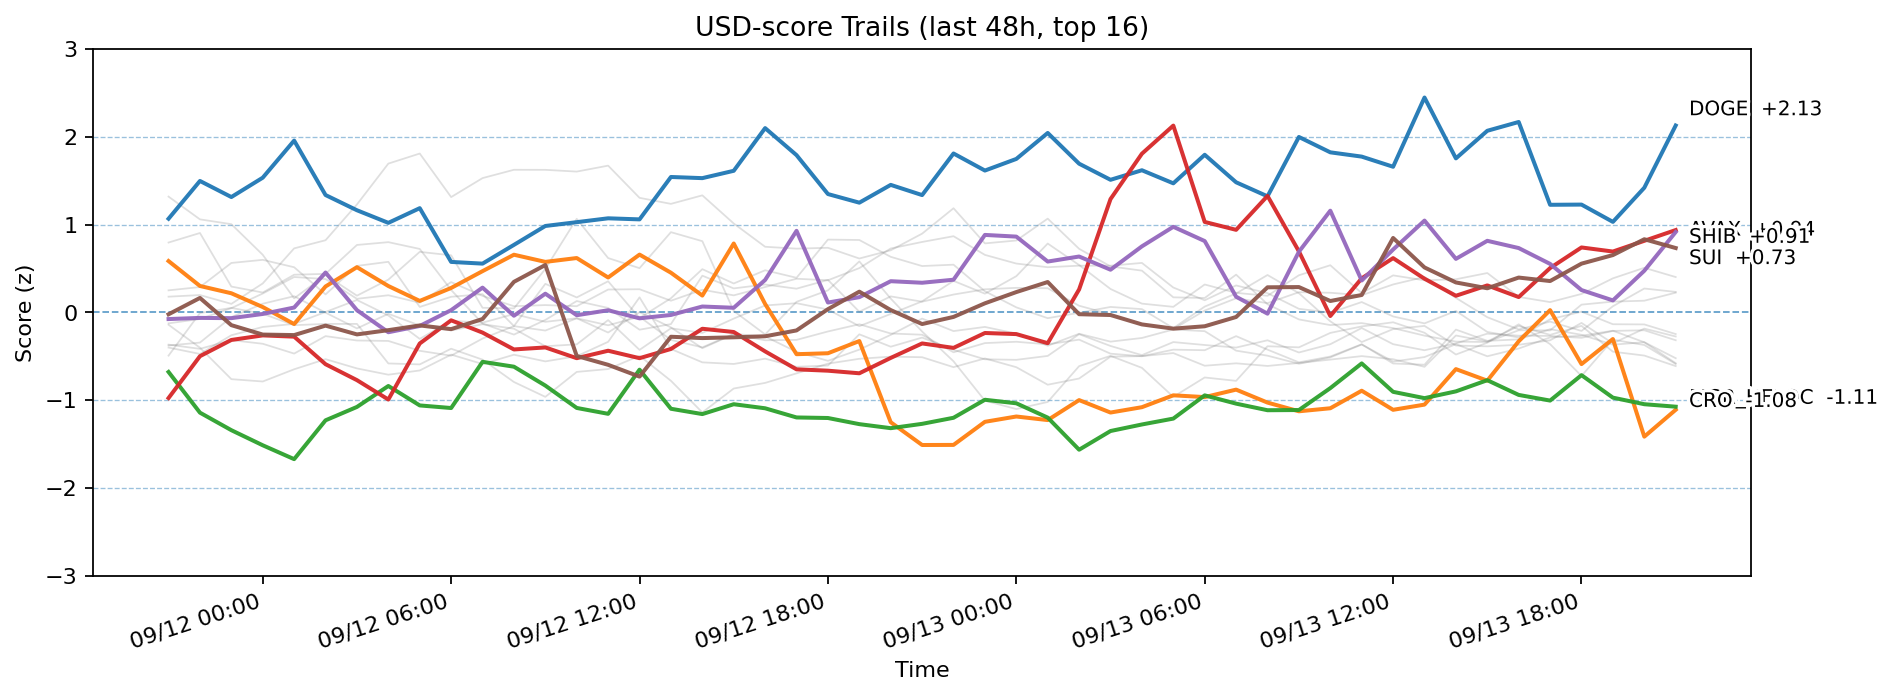 USD-score Trails (last 48h, top 16)
3
2
1
0
−1
−2
−3
Score (z)
DOGE +2.13
SHIB +0.91
SUI +0.73
C -1.11
CRO -1.08
09/12 00:00
09/12 06:00
09/12 12:00
09/12 18:00
09/13 00:00
09/13 06:00
09/13 12:00
09/13 18:00
Time